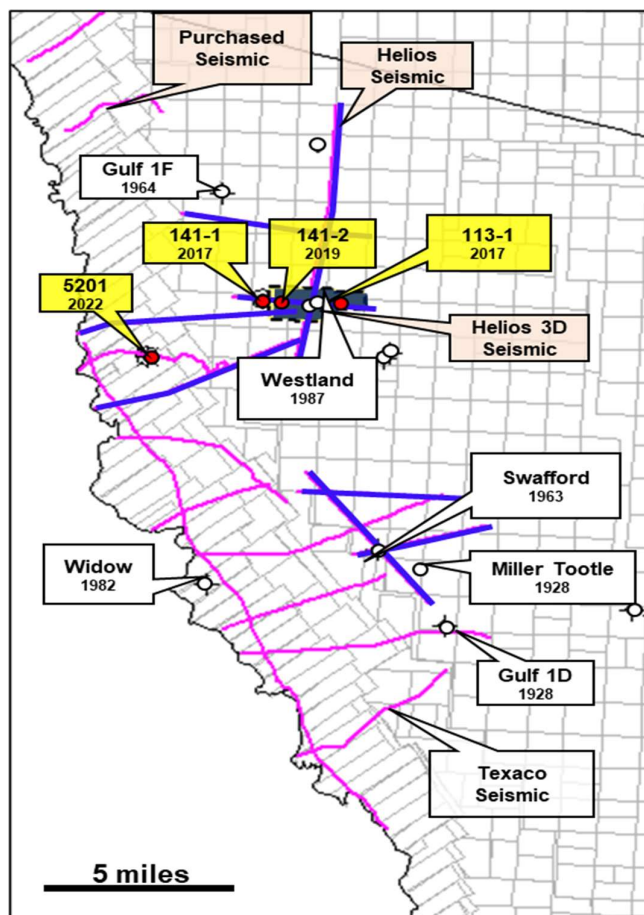 Purchased
Seismic
Helios
Seismic
Gulf 1F
1964
141-1
2017
141-2
2019
113-1
2017
5201
2022
Helios 3D
Seismic
Westland
1987
Swafford
1963
Widow
1982
Miller Tootle
1928
Gulf 1D
1928
Texaco
Seismic
5 miles